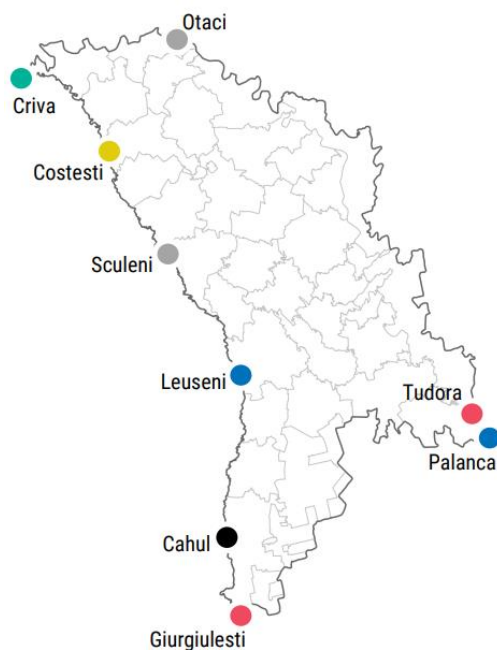 Otaci
Criva
Costesti
Sculeni
Leuseni
Tudora
Palanca
Cahul
Giurgiulesti